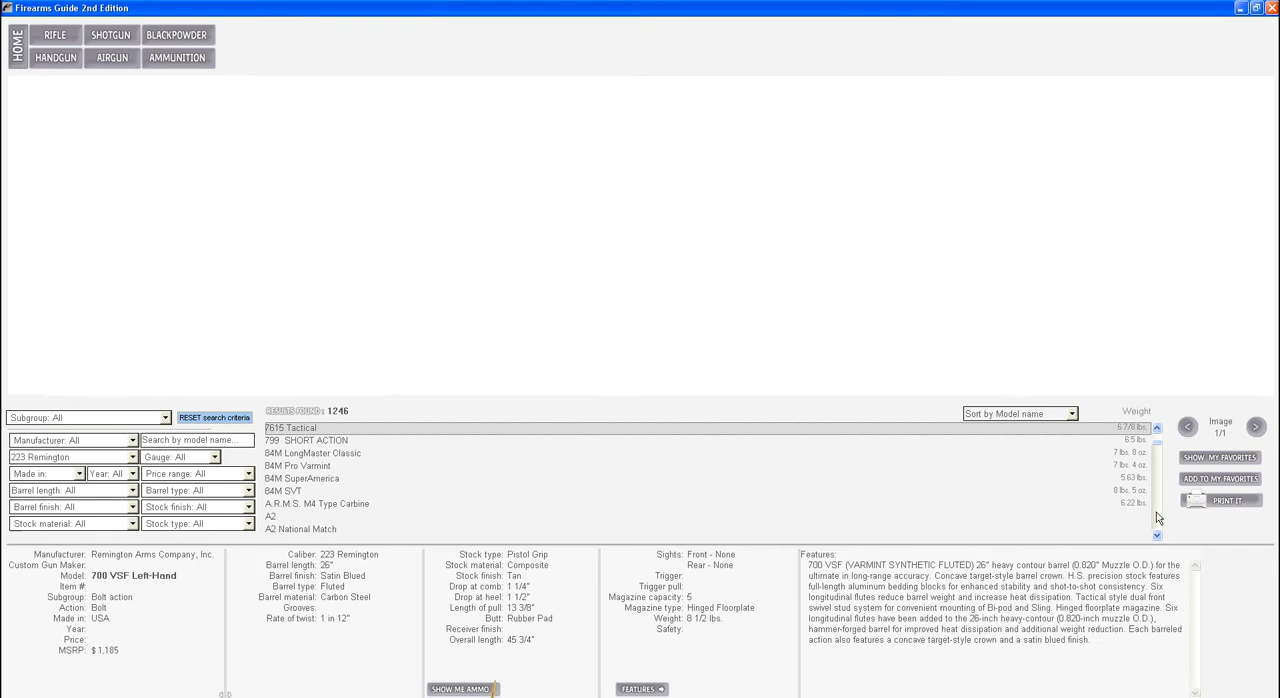 Firearms Guide 2nd Edition
HOME
RIFLE SHOTGUN BLACKPOWDER
HANDGUN AIRGUN AMMUNITION
Subgroup: All RESET search criteria
Manufacturer: All Search by model name...
223 Remington Gauge: All
Made in: Year: All Price range: All
Barrel length: All Barrel type: All
Barrel finish: All Stock finish: All
Stock material: All Stock type: All
RESULTS FOUND : 1246 Sort by Model name Weight
7615 Tactical 6.7/8 lbs.
799 SHORT ACTION 6.5 lbs.
84M LongMaster Classic 7 lbs. 8 oz.
84M Pro Varmint 7 lbs. 4 oz.
84M SuperAmerica 5.63 lbs.
84M SVT 8 lbs. 5 oz.
A.R.M.S. M4 Type Carbine 6.22 lbs.
A2
A2 National Match
Image
1/1
SHOW MY FAVORITES
ADD TO MY FAVORITES
PRINT IT
Manufacturer: Remington Arms Company, Inc.
Custom Gun Maker:
Model: 700 VSF Left-Hand
Item #:
Subgroup: Bolt action
Action: Bolt
Made in: USA
Year:
Price:
MSRP: $ 1,185
0.0
Caliber: 223 Remington
Barrel length: 26"
Barrel finish: Satin Blued
Barrel type: Fluted
Barrel material: Carbon Steel
Grooves:
Rate of twist: 1 in 12"
Stock type: Pistol Grip
Stock material: Composite
Stock finish: Tan
Drop at comb: 1 1/4"
Drop at heel: 1 1/2"
Length of pull: 13 3/8"
Butt: Rubber Pad
Receiver finish:
Overall length: 45 3/4"
SHOW ME AMMO
Sights: Front - None
Rear - None
Trigger:
Trigger pull:
Magazine capacity: 5
Magazine type: Hinged Floorplate
Weight: 8 1/2 lbs.
Safety:
FEATURES
Features:
700 VSF (VARMINT SYNTHETIC FLUTED) 26" heavy contour barrel (0.820" Muzzle O.D.) for the
ultimate in long-range accuracy. Concave target-style barrel crown. H.S. precision stock features
full-length aluminum bedding blocks for enhanced stability and shot-to-shot consistency. Six
longitudinal flutes reduce barrel weight and increase heat dissipation. Tactical style dual front
swivel stud system for convenient mounting of Bi-pod and Sling. Hinged floorplate magazine. Six
longitudinal flutes have been added to the 26-inch heavy-contour (0.820-inch muzzle O.D.),
hammer-forged barrel for improved heat dissipation and additional weight reduction. Each barreled
action also features a concave target-style crown and a satin blued finish.